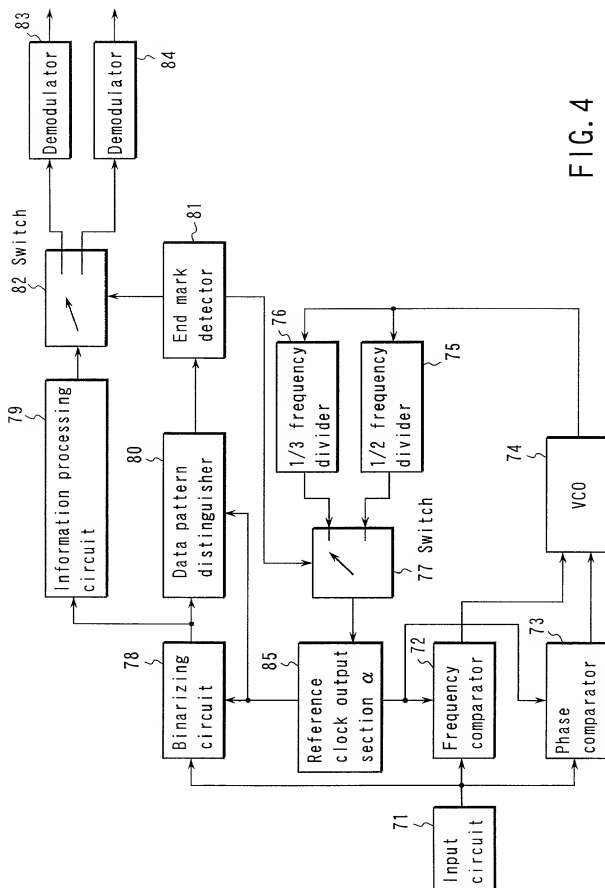 83
Demodulator
Demodulator
84
82 Switch
81
End mark
detector
79
Information processing
circuit
80
Data pattern
distinguisher
76
1/3 frequency
divider
1/2 frequency
divider
75
77 Switch
74
VCO
78
Binarizing
circuit
85
Reference
clock output
section α
72
Frequency
comparator
73
Phase
comparator
71
Input
circuit
FIG. 4